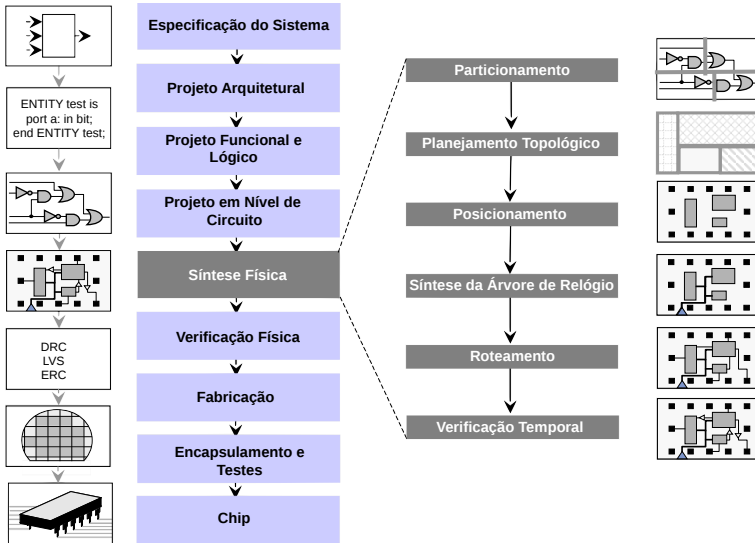 Especificação do Sistema
Projeto Arquitetural
Projeto Funcional e
Lógico
Projeto em Nível de
Circuito
Síntese Física
Verificação Física
Fabricação
Encapsulamento e
Testes
Chip
ENTITY test is
port a: in bit;
end ENTITY test;
DRC
LVS
ERC
Particionamento
Planejamento Topológico
Posicionamento
Síntese da Árvore de Relógio
Roteamento
Verificação Temporal